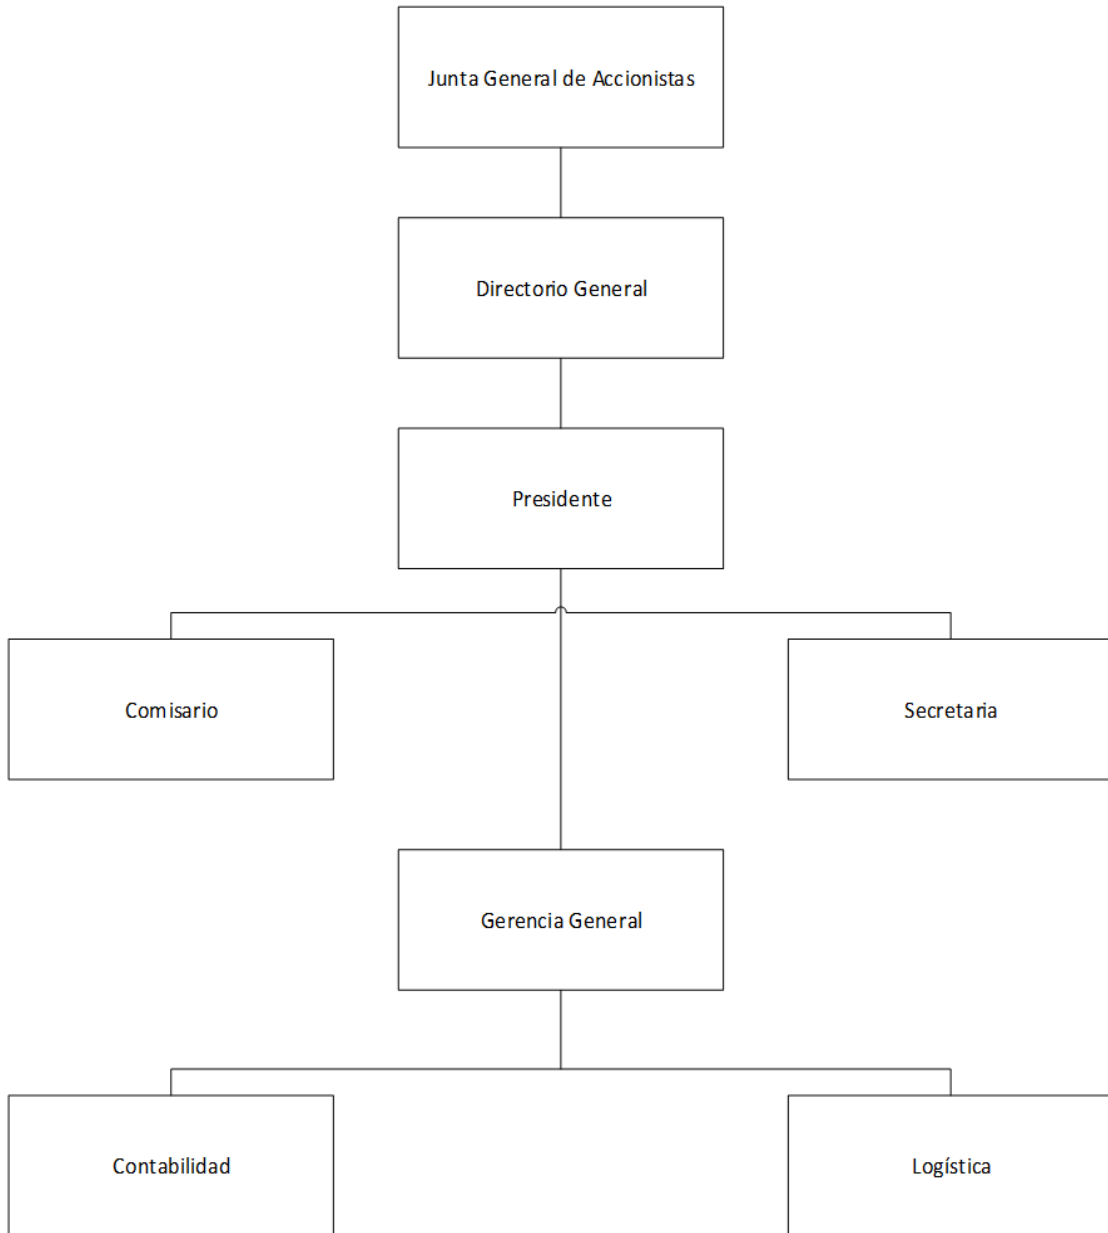 Junta General de Accionistas
Directorio General
Presidente
Comisario
Secretaria
Gerencia General
Contabilidad
Logística